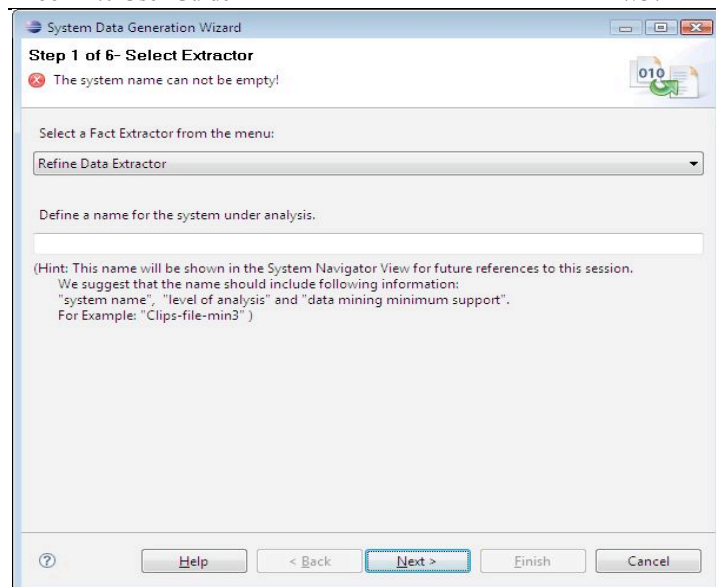 System Data Generation Wizard
Step 1 of 6- Select Extractor
The system name can not be empty!
010
Select a Fact Extractor from the menu:
Refine Data Extractor
Define a name for the system under analysis.
(Hint: This name will be shown in the System Navigator View for future references to this session.
We suggest that the name should include following information:
"system name", "level of analysis" and "data mining minimum support".
For Example: "Clips-file-min3" )
Help
< Back
Next >
Finish
Cancel